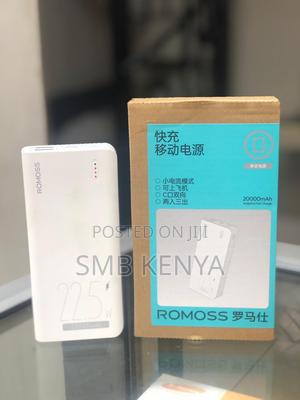 ROMOSS
22.5
W
快充
移动电源
小电流模式
可上飞机
C口双向
两入三出
20000mAh
ROMOSS 罗马仕
POSTED ON JIJI
SMB KENYA